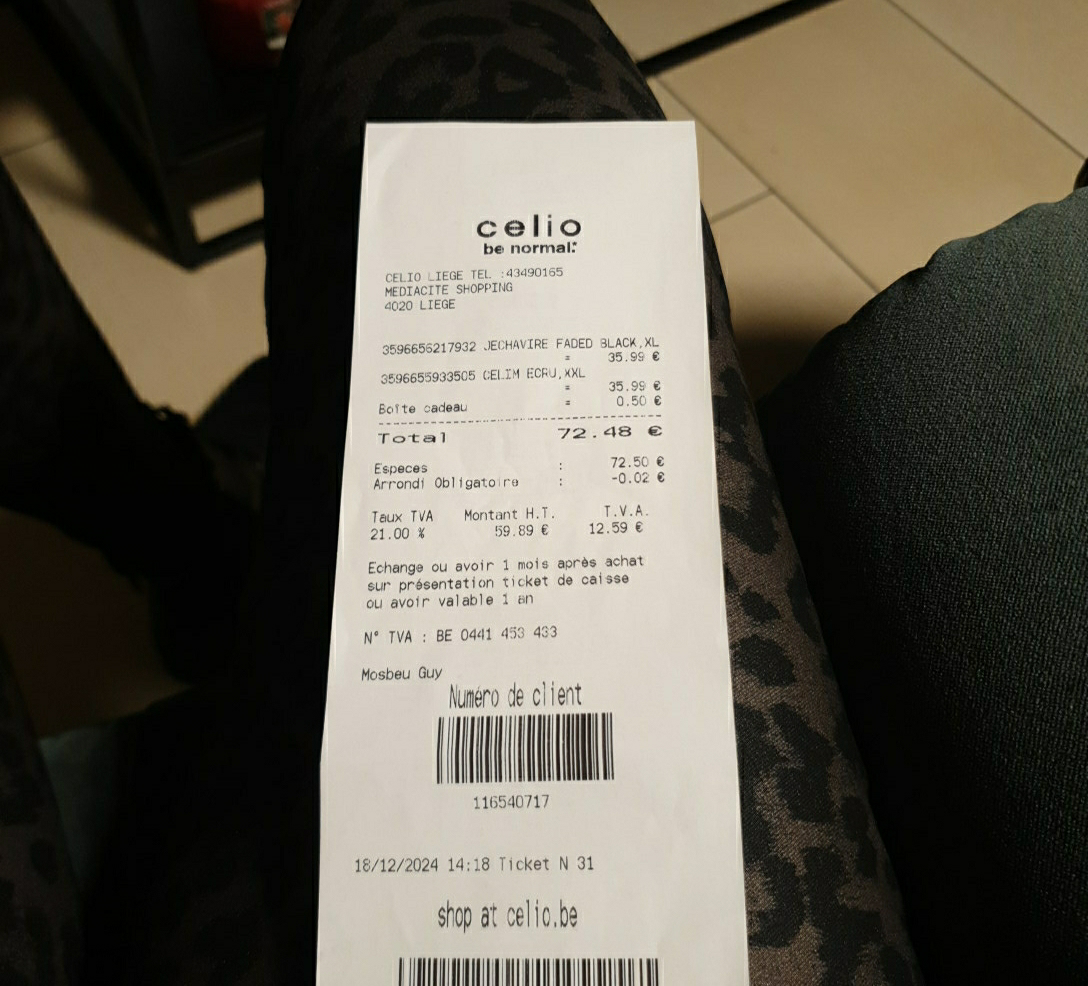 celio
be normal:
CELIO LIEGE TEL :43490165
MEDIACITE SHOPPING
4020 LIEGE
3596656217932 JECHAVIRE FADED BLACK,XL
= 35.99 €
3596655933505 CELIM ECRU,XXL
= 35.99 €
Boîte cadeau = 0.50 €
Total 72.48 €
Especes : 72.50 €
Arrondi Obligatoire : -0.02 €
Taux TVA Montant H.T. T.V.A.
21.00 % 59.89 € 12.59 €
Echange ou avoir 1 mois après achat
sur présentation ticket de caisse
ou avoir valable 1 an
N° TVA : BE 0441 453 433
Mosbeu Guy
Numéro de client
116540717
18/12/2024 14:18 Ticket N 31
shop at celio.be